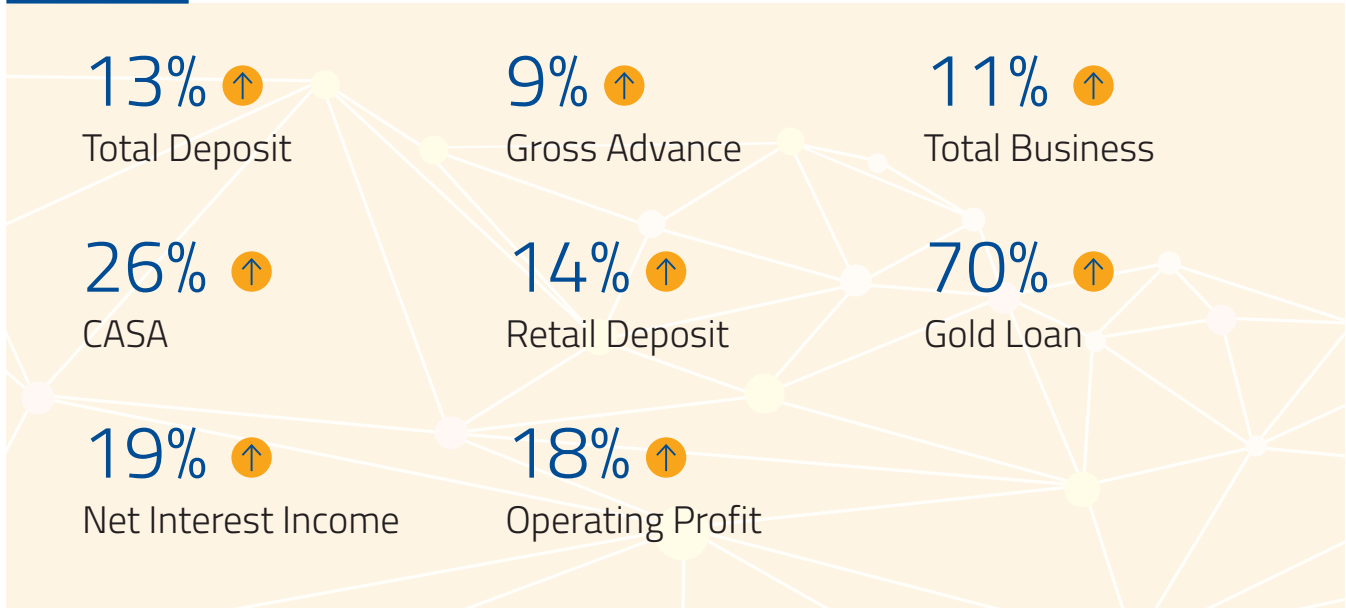 13% ↑
Total Deposit
9% ↑
Gross Advance
11% ↑
Total Business
26% ↑
CASA
14% ↑
Retail Deposit
70% ↑
Gold Loan
19% ↑
Net Interest Income
18% ↑
Operating Profit